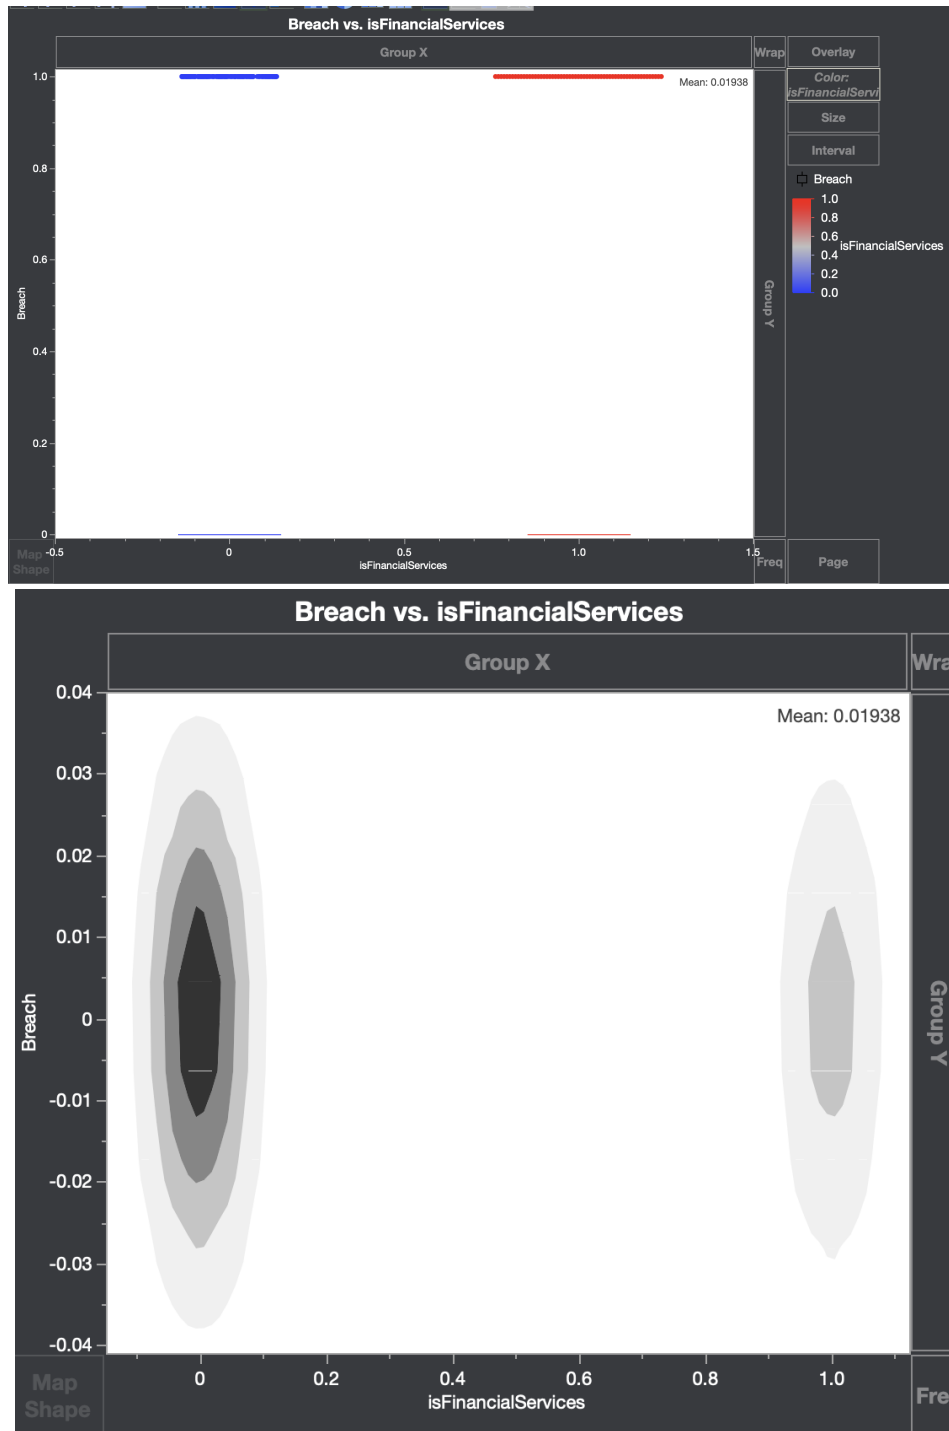 Breach vs. isFinancialServices
Group X
Wrap
Overlay
Mean: 0.01938
Color:
isFinancialServi
Size
Interval
Breach
1.0
0.8
0.6
0.4
0.2
0.0
isFinancialServices
Group Y
1.0
0.8
0.6
0.4
0.2
0
Breach
Map
Shape
-0.5
0
0.5
1.0
1.5
isFinancialServices
Freq
Page
Breach vs. isFinancialServices
Group X
Wra
Mean: 0.01938
0.04
0.03
0.02
0.01
0
-0.01
-0.02
-0.03
-0.04
Breach
Group Y
Map
Shape
0
0.2
0.4
0.6
0.8
1.0
isFinancialServices
Fre